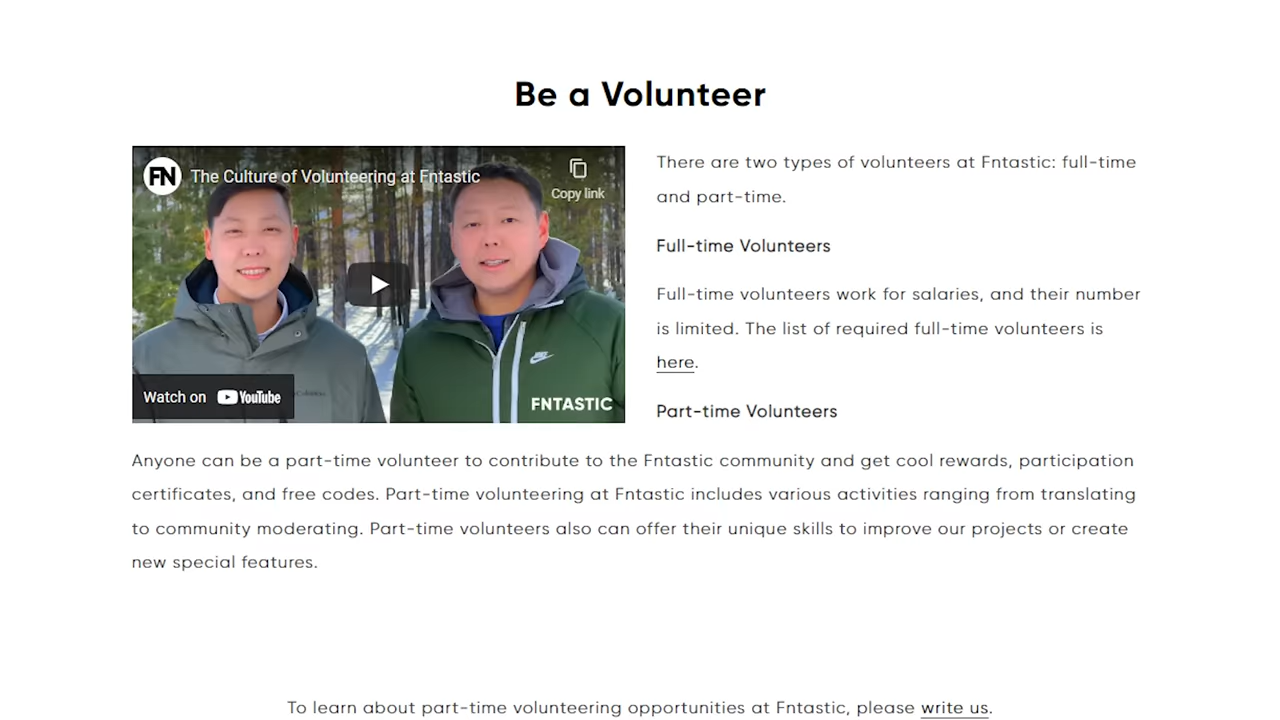 Be a Volunteer
FN
The Culture of Volunteering at Fntastic
Copy link
Watch on YouTube
FNTASTIC
There are two types of volunteers at Fntastic: full-time
and part-time.
Full-time Volunteers
Full-time volunteers work for salaries, and their number
is limited. The list of required full-time volunteers is
here.
Part-time Volunteers
Anyone can be a part-time volunteer to contribute to the Fntastic community and get cool rewards, participation
certificates, and free codes. Part-time volunteering at Fntastic includes various activities ranging from translating
to community moderating. Part-time volunteers also can offer their unique skills to improve our projects or create
new special features.
To learn about part-time volunteering opportunities at Fntastic, please write us.